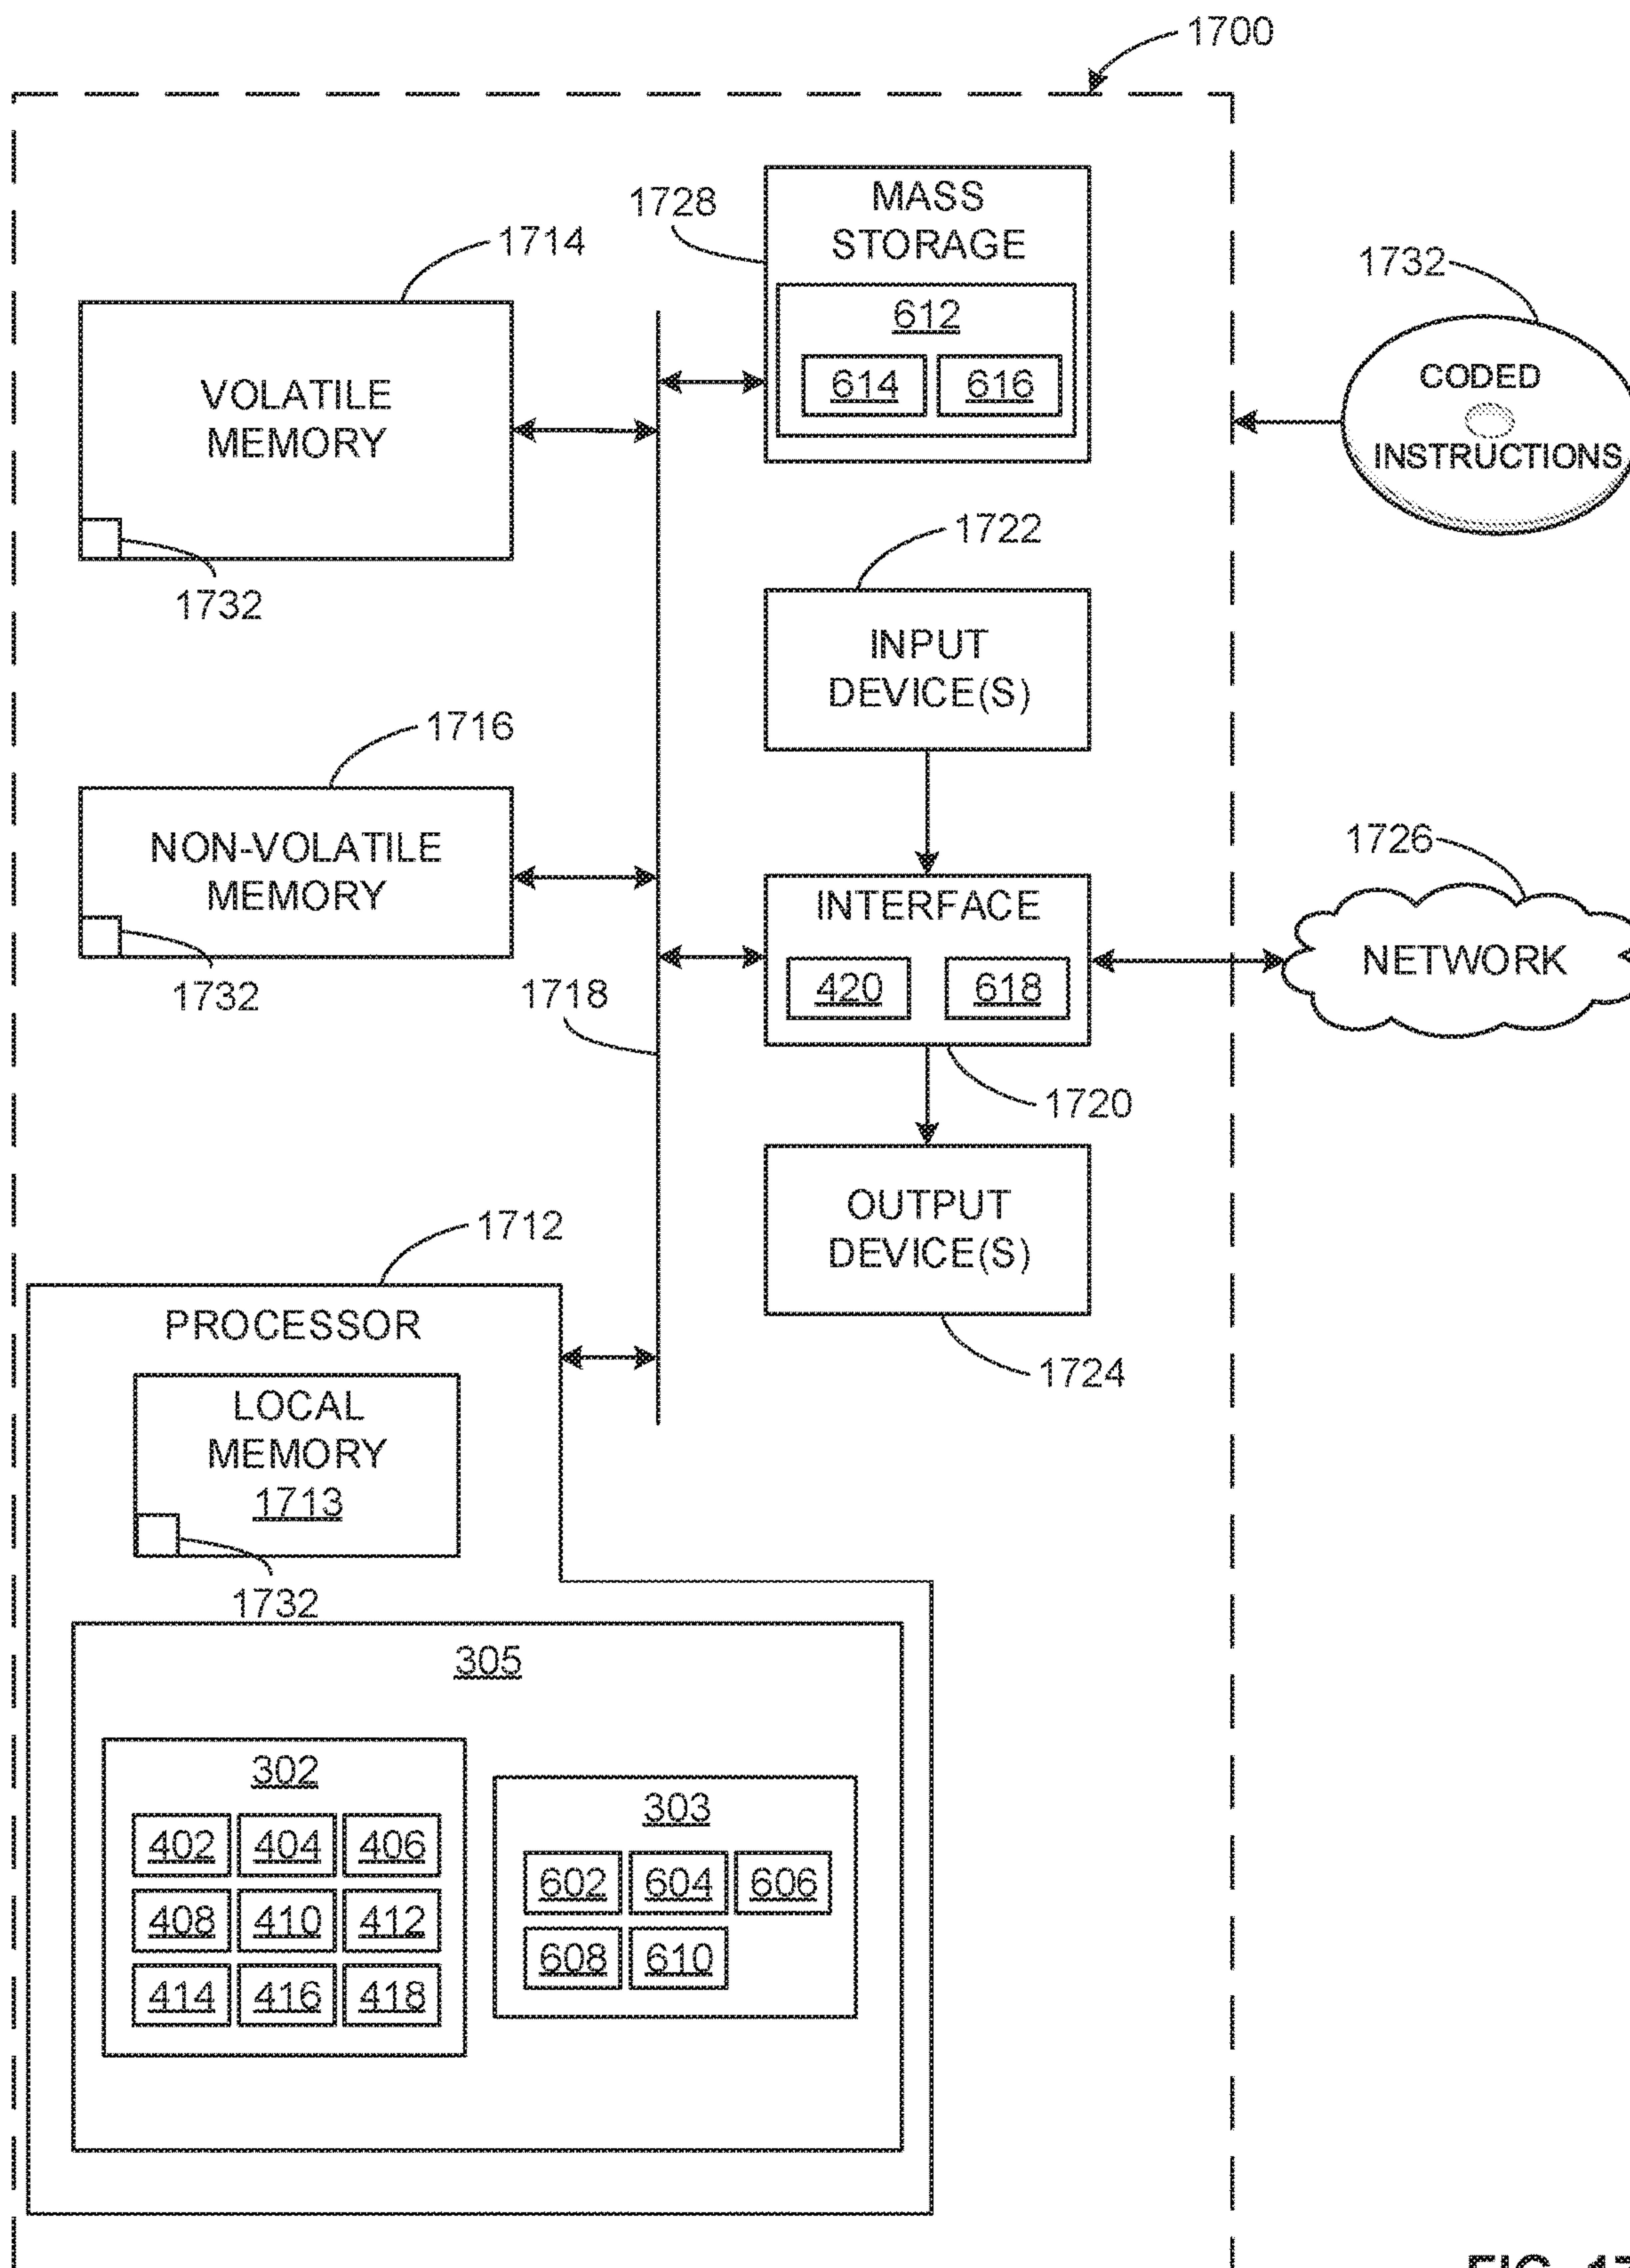 1700
1728
MASS
STORAGE
612
614 616
1714
VOLATILE
MEMORY
1732
1732
CODED
INSTRUCTIONS
1722
INPUT
DEVICE(S)
1716
NON-VOLATILE
MEMORY
1732
1718
INTERFACE
420 618
1720
1726
NETWORK
OUTPUT
DEVICE(S)
1724
1712
PROCESSOR
LOCAL
MEMORY
1713
1732
305
302
402 404 406
408 410 412
414 416 418
303
602 604 606
608 610
FIG. 17